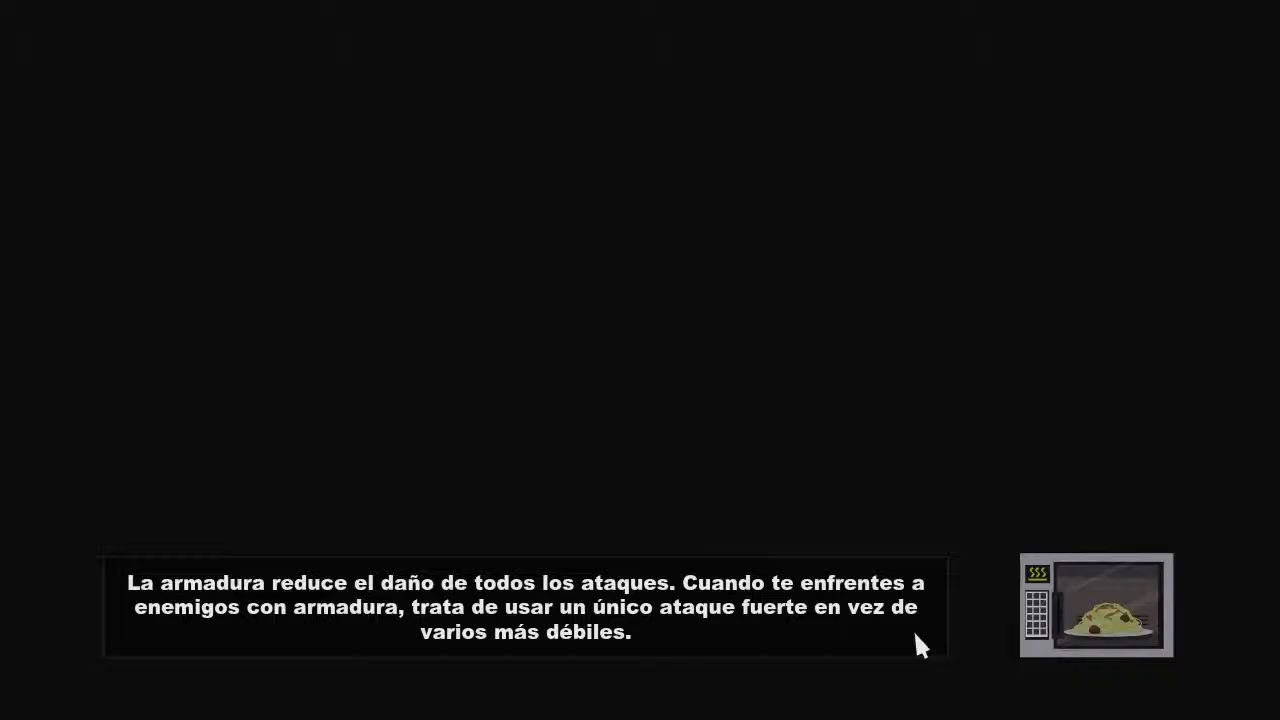 La armadura reduce el daño de todos los ataques. Cuando te enfrentes a
enemigos con armadura, trata de usar un único ataque fuerte en vez de
varios más débiles.